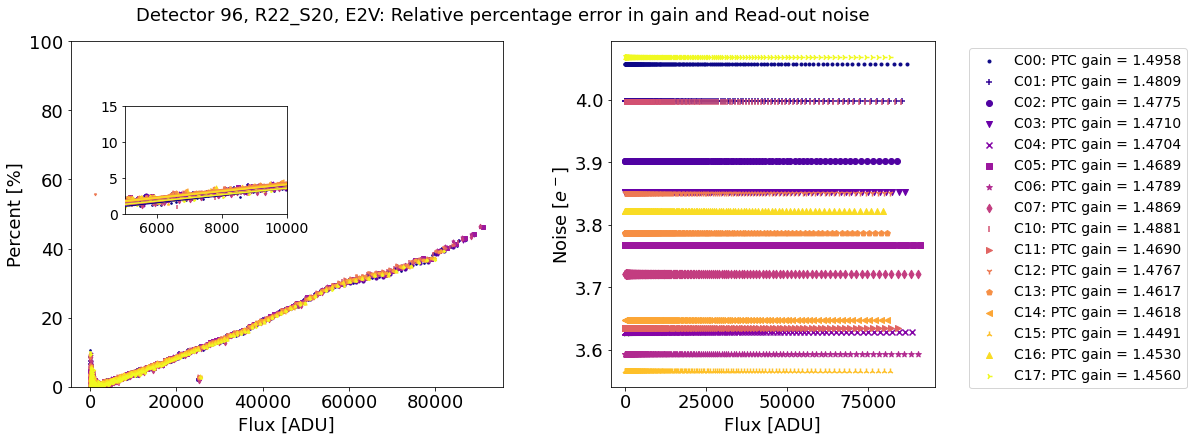 Detector 96, R22_S20, E2V: Relative percentage error in gain and Read-out noise
Percent [%]
100
80
60
40
20
0
15
10
5
0
6000 8000 10000
0 20000 40000 60000 80000
Flux [ADU]
Noise [e⁻]
4.0
3.9
3.8
3.7
3.6
0 25000 50000 75000
Flux [ADU]
C00: PTC gain = 1.4958
C01: PTC gain = 1.4809
C02: PTC gain = 1.4775
C03: PTC gain = 1.4710
C04: PTC gain = 1.4704
C05: PTC gain = 1.4689
C06: PTC gain = 1.4789
C07: PTC gain = 1.4869
C10: PTC gain = 1.4881
C11: PTC gain = 1.4690
C12: PTC gain = 1.4767
C13: PTC gain = 1.4617
C14: PTC gain = 1.4618
C15: PTC gain = 1.4491
C16: PTC gain = 1.4530
C17: PTC gain = 1.4560